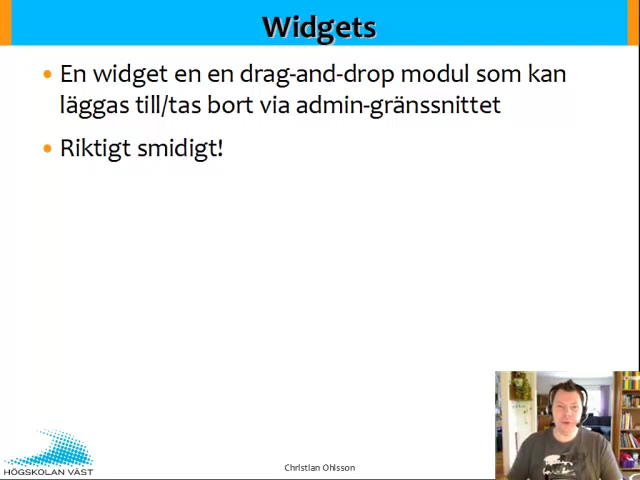 Widgets
En widget en en drag-and-drop modul som kan
läggas till/tas bort via admin-gränssnittet
Riktigt smidigt!
HÖGSKOLAN VÄST
Christian Ohlsson